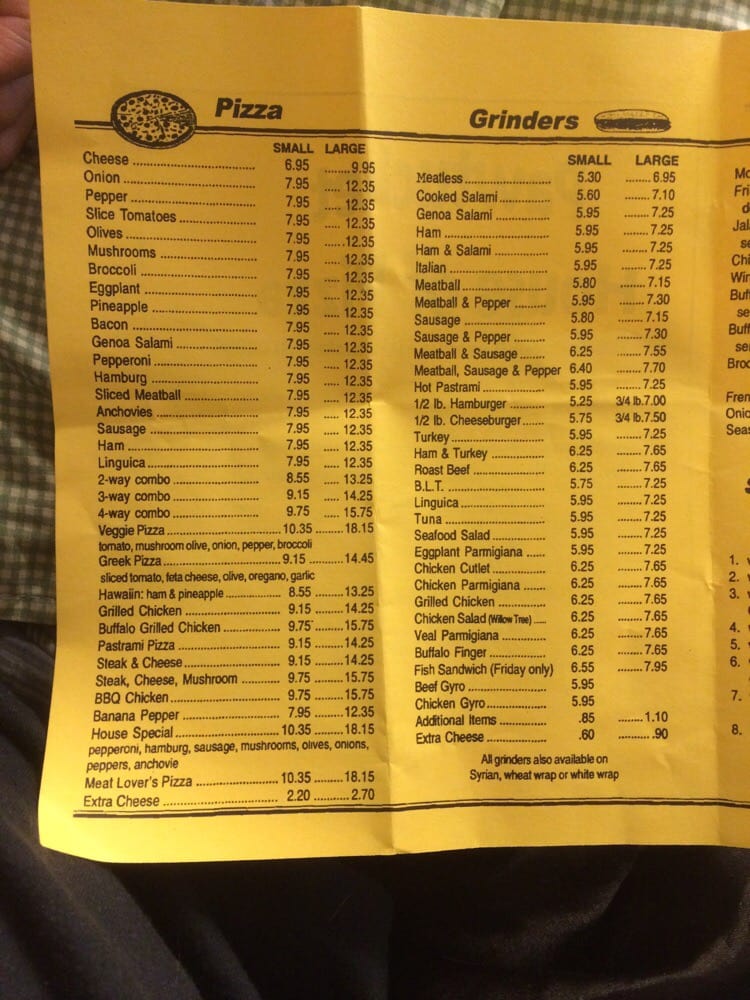 Pizza
SMALL LARGE
Cheese ........ 6.95 ........ 9.95
Onion ........ 7.95 ..... 12.35
Pepper ........ 7.95 ..... 12.35
Slice Tomatoes ........ 7.95 ..... 12.35
Olives ........ 7.95 ..... 12.35
Mushrooms ........ 7.95 ..... 12.35
Broccoli ........ 7.95 ..... 12.35
Eggplant ........ 7.95 ..... 12.35
Pineapple ........ 7.95 ..... 12.35
Bacon ........ 7.95 ..... 12.35
Genoa Salami ........ 7.95 ..... 12.35
Pepperoni ........ 7.95 ..... 12.35
Hamburg ........ 7.95 ..... 12.35
Sliced Meatball ........ 7.95 ..... 12.35
Anchovies ........ 7.95 ..... 12.35
Sausage ........ 7.95 ..... 12.35
Ham ........ 7.95 ..... 12.35
Linguica ........ 7.95 ..... 12.35
2-way combo ........ 8.55 ..... 13.25
3-way combo ........ 9.15 ..... 14.25
4-way combo ........ 9.75 ..... 15.75
Veggie Pizza ........ 10.35 ........ 18.15
tomato, mushroom olive, onion, pepper, broccoli
Greek Pizza ........ 9.15 ........ 14.45
sliced tomato, feta cheese, olive, oregano, garlic
Hawaiin: ham & pineapple ........ 8.55 ........ 13.25
Grilled Chicken ........ 9.15 ........ 14.25
Buffalo Grilled Chicken ........ 9.75 ........ 15.75
Pastrami Pizza ........ 9.15 ........ 14.25
Steak & Cheese ........ 9.15 ........ 14.25
Steak, Cheese, Mushroom ........ 9.75 ........ 15.75
BBQ Chicken ........ 9.75 ........ 15.75
Banana Pepper ........ 7.95 ........ 12.35
House Special ........ 10.35 ........ 18.15
pepperoni, hamburg, sausage, mushrooms, olives, onions,
peppers, anchovie
Meat Lover's Pizza ........ 10.35 ........ 18.15
Extra Cheese ........ 2.20 ........ 2.70
Grinders
SMALL LARGE
Meatless ........ 5.30 ........ 6.95
Cooked Salami ........ 5.60 ........ 7.10
Genoa Salami ........ 5.95 ........ 7.25
Ham ........ 5.95 ........ 7.25
Ham & Salami ........ 5.95 ........ 7.25
Italian ........ 5.95 ........ 7.25
Meatball ........ 5.80 ........ 7.15
Meatball & Pepper ........ 5.95 ........ 7.30
Sausage ........ 5.80 ........ 7.15
Sausage & Pepper ........ 5.95 ........ 7.30
Meatball & Sausage ........ 6.25 ........ 7.55
Meatball, Sausage & Pepper 6.40 ........ 7.70
Hot Pastrami ........ 5.95 ........ 7.25
1/2 lb. Hamburger ........ 5.25 3/4 lb.7.00
1/2 lb. Cheeseburger ........ 5.75 3/4 lb.7.50
Turkey ........ 5.95 ........ 7.25
Ham & Turkey ........ 6.25 ........ 7.65
Roast Beef ........ 6.25 ........ 7.65
B.L.T. ........ 5.75 ........ 7.25
Linguica ........ 5.95 ........ 7.25
Tuna ........ 5.95 ........ 7.25
Seafood Salad ........ 5.95 ........ 7.25
Eggplant Parmigiana ........ 5.95 ........ 7.25
Chicken Cutlet ........ 6.25 ........ 7.65
Chicken Parmigiana ........ 6.25 ........ 7.65
Grilled Chicken ........ 6.25 ........ 7.65
Chicken Salad (Willow Tree) ..... 6.25 ........ 7.65
Veal Parmigiana ........ 6.25 ........ 7.65
Buffalo Finger ........ 6.25 ........ 7.65
Fish Sandwich (Friday only) 6.55 ........ 7.95
Beef Gyro ........ 5.95
Chicken Gyro ........ 5.95
Additional Items ........ .85 ........ 1.10
Extra Cheese ........ .60 ........ .90
All grinders also available on
Syrian, wheat wrap or white wrap
1.
2.
3.
4.
5.
6.
7.
8.